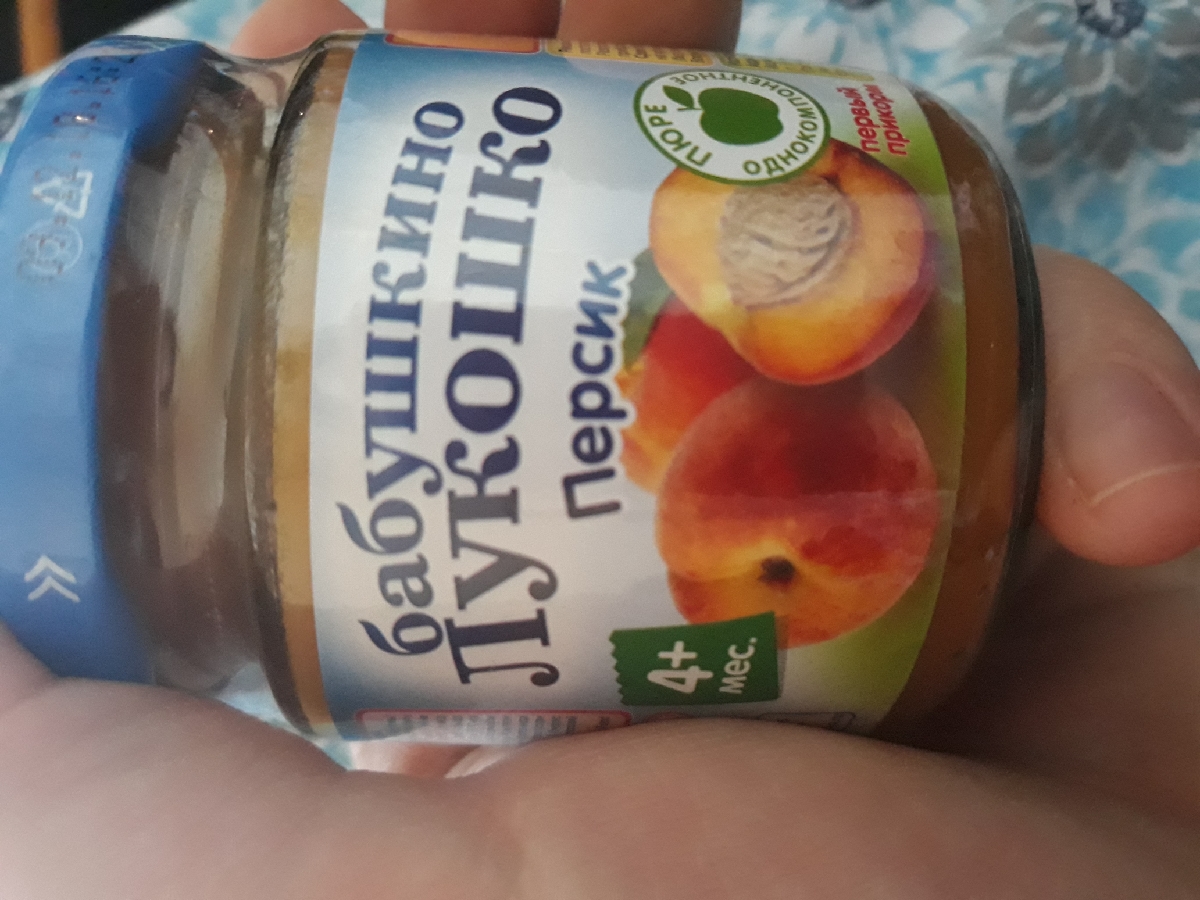 бабушкино
Лукошко
Персик
ПЮРЕ
ОДНОКОМПОНЕНТНОЕ
первый
прикорм
4+
мес.